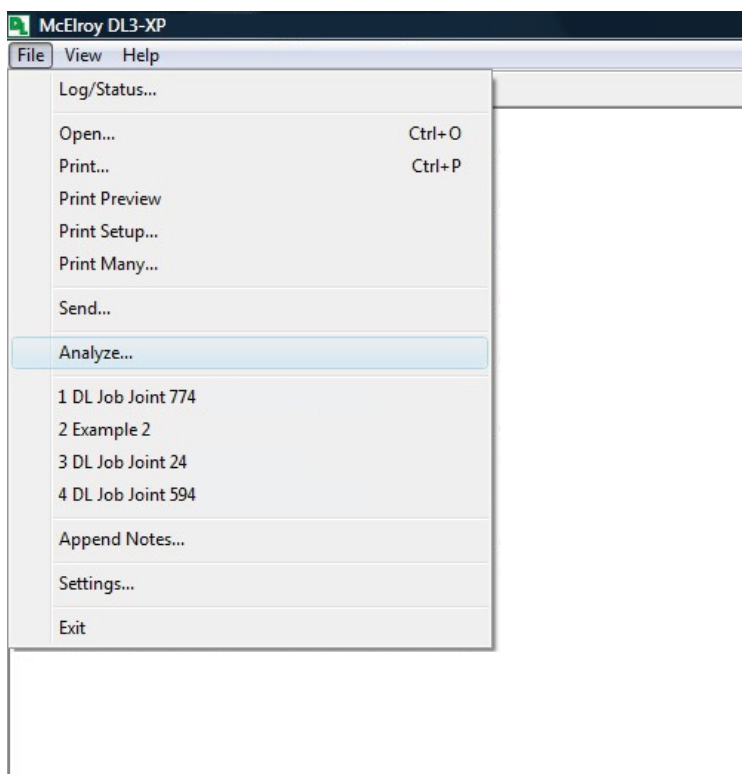 McElroy DL3-XP
File View Help
Log/Status...
Open... Ctrl+O
Print... Ctrl+P
Print Preview
Print Setup...
Print Many...
Send...
Analyze...
1 DL Job Joint 774
2 Example 2
3 DL Job Joint 24
4 DL Job Joint 594
Append Notes...
Settings...
Exit